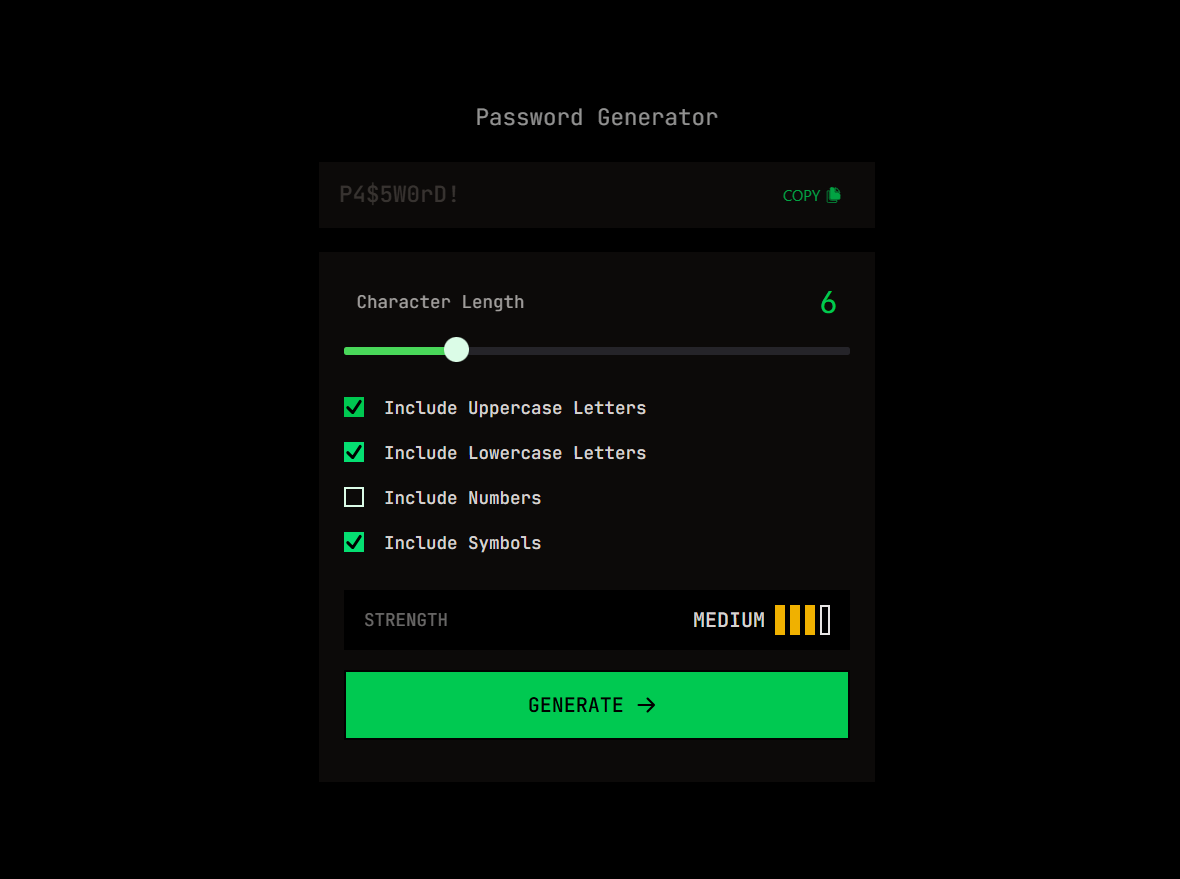 Password Generator
P4$5W0rD!
COPY
Character Length
6
Include Uppercase Letters
Include Lowercase Letters
Include Numbers
Include Symbols
STRENGTH
MEDIUM
GENERATE →